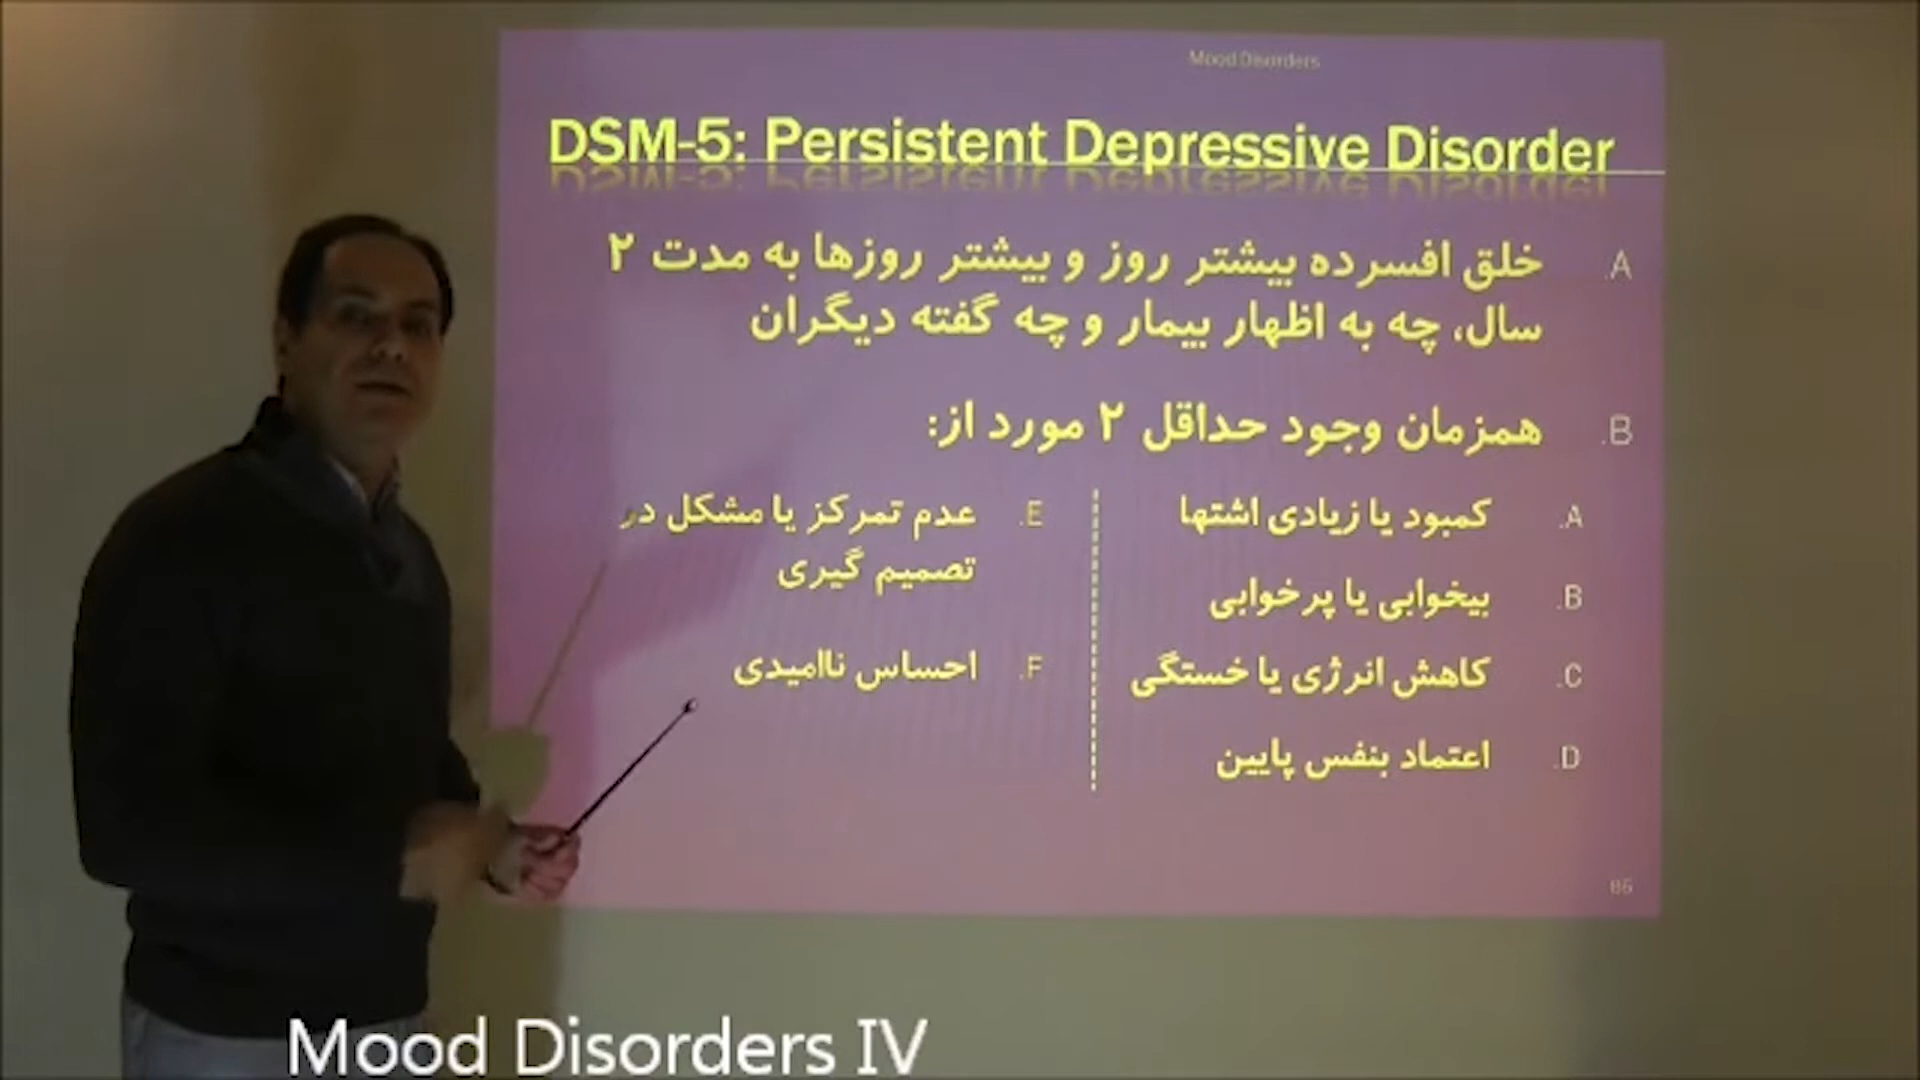 Mood Disorders
DSM-5: Persistent Depressive Disorder
A. خلق افسرده بیشتر روز و بیشتر روزها به مدت ۲
سال، چه به اظهار بیمار و چه گفته دیگران
B. همزمان وجود حداقل ۲ مورد از:
A. کمبود یا زیادی اشتها
B. بیخوابی یا پرخوابی
C. کاهش انرژی یا خستگی
D. اعتماد بنفس پایین
E. عدم تمرکز یا مشکل در
تصمیم گیری
F. احساس ناامیدی
Mood Disorders IV